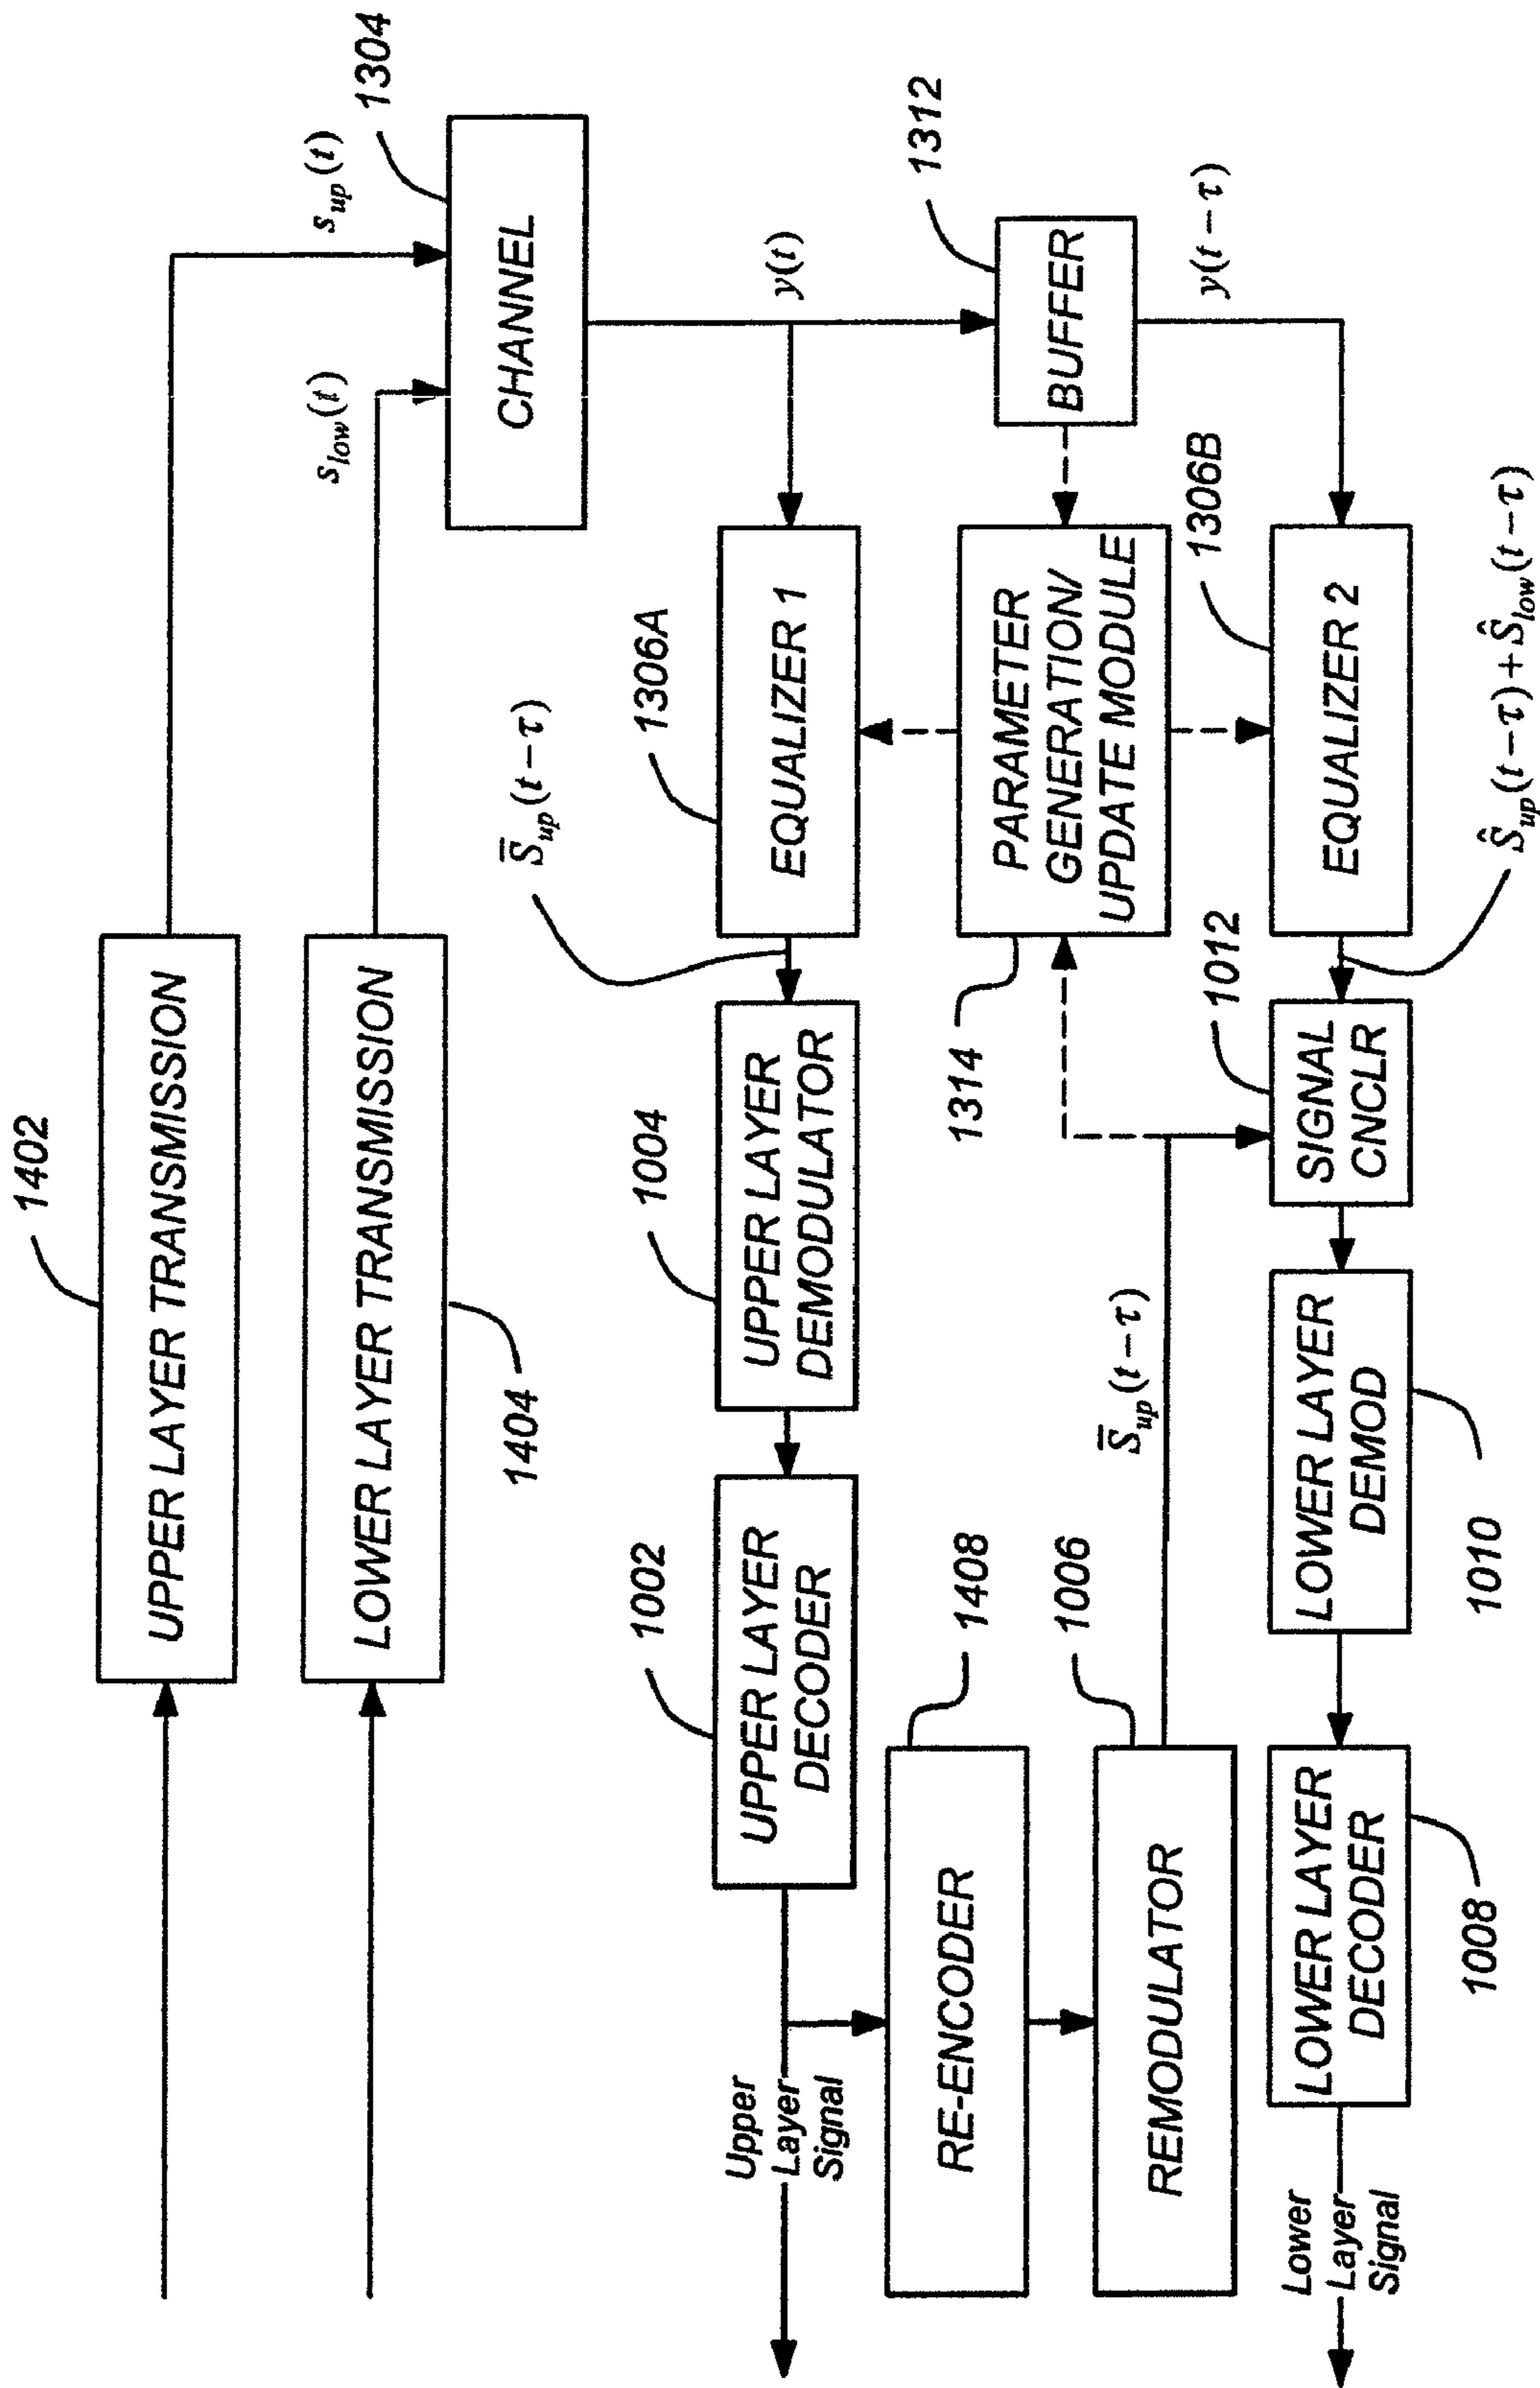 1402
UPPER LAYER TRANSMISSION
s_up(t)
1304
LOWER LAYER TRANSMISSION
s_low(t)
1404
CHANNEL
1002
1004
S̄_up(t−τ)
1306A
y(t)
UPPER LAYER
DECODER
UPPER LAYER
DEMODULATOR
EQUALIZER 1
Upper
Layer
Signal
1408
RE-ENCODER
1314
PARAMETER
GENERATION/
UPDATE MODULE
1312
BUFFER
1006
REMODULATOR
S̄_up(t−τ)
1012
1306B
y(t−τ)
Lower
Layer
Signal
LOWER LAYER
DECODER
LOWER LAYER
DEMOD
SIGNAL
CNCLR
EQUALIZER 2
1008
1010
Ŝ_up(t−τ)+Ŝ_low(t−τ)